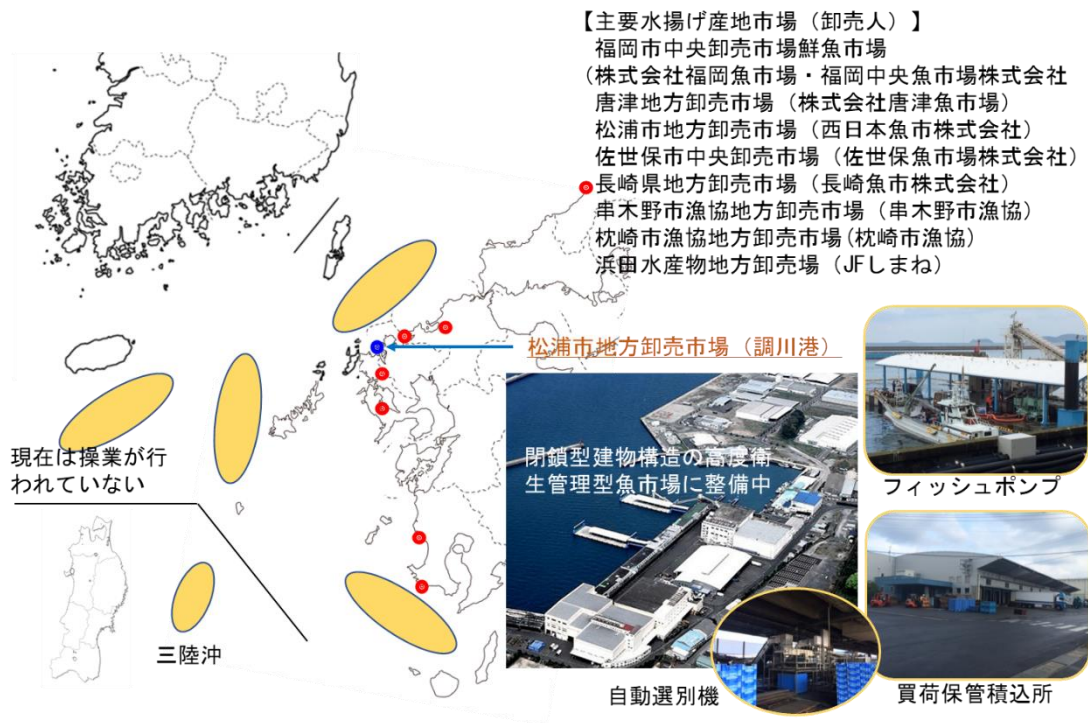 【主要水揚げ産地市場（卸売人）】
福岡市中央卸売市場鮮魚市場
（株式会社福岡魚市場・福岡中央魚市場株式会社
唐津地方卸売市場（株式会社唐津魚市場）
松浦市地方卸売市場（西日本魚市株式会社）
佐世保市中央卸売市場（佐世保魚市場株式会社）
長崎県地方卸売市場（長崎魚市株式会社）
串木野市漁協地方卸売市場（串木野市漁協）
枕崎市漁協地方卸売市場(枕崎市漁協）
浜田水産物地方卸売場（JFしまね）
松浦市地方卸売市場（調川港）
閉鎖型建物構造の高度衛
生管理型魚市場に整備中
フィッシュポンプ
現在は操業が行
われていない
三陸沖
自動選別機
買荷保管積込所